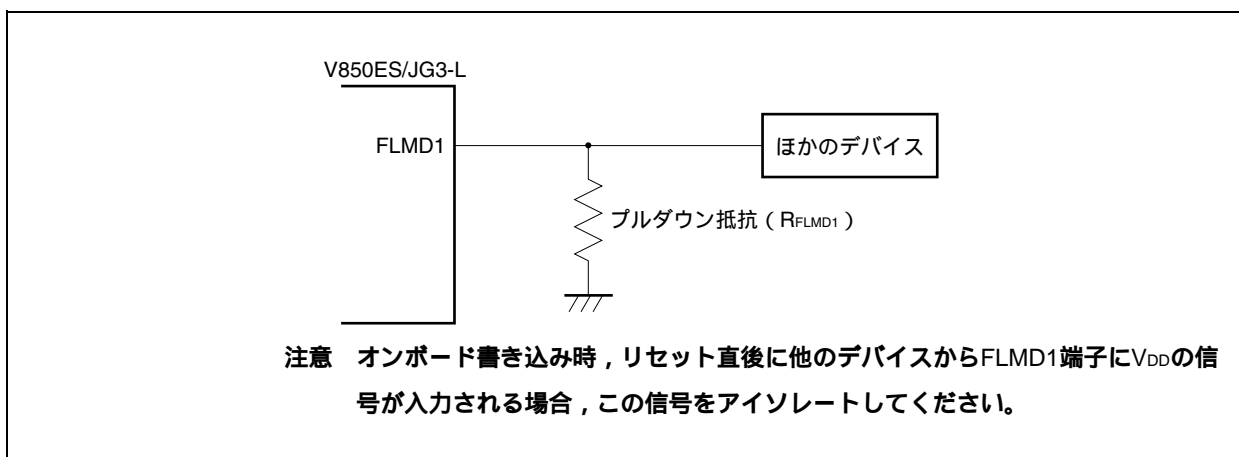 V850ES/JG3-L
FLMD1
ほかのデバイス
プルダウン抵抗（RFLMD1）
注意　オンボード書き込み時，リセット直後に他のデバイスからFLMD1端子にVDDの信
号が入力される場合，この信号をアイソレートしてください。